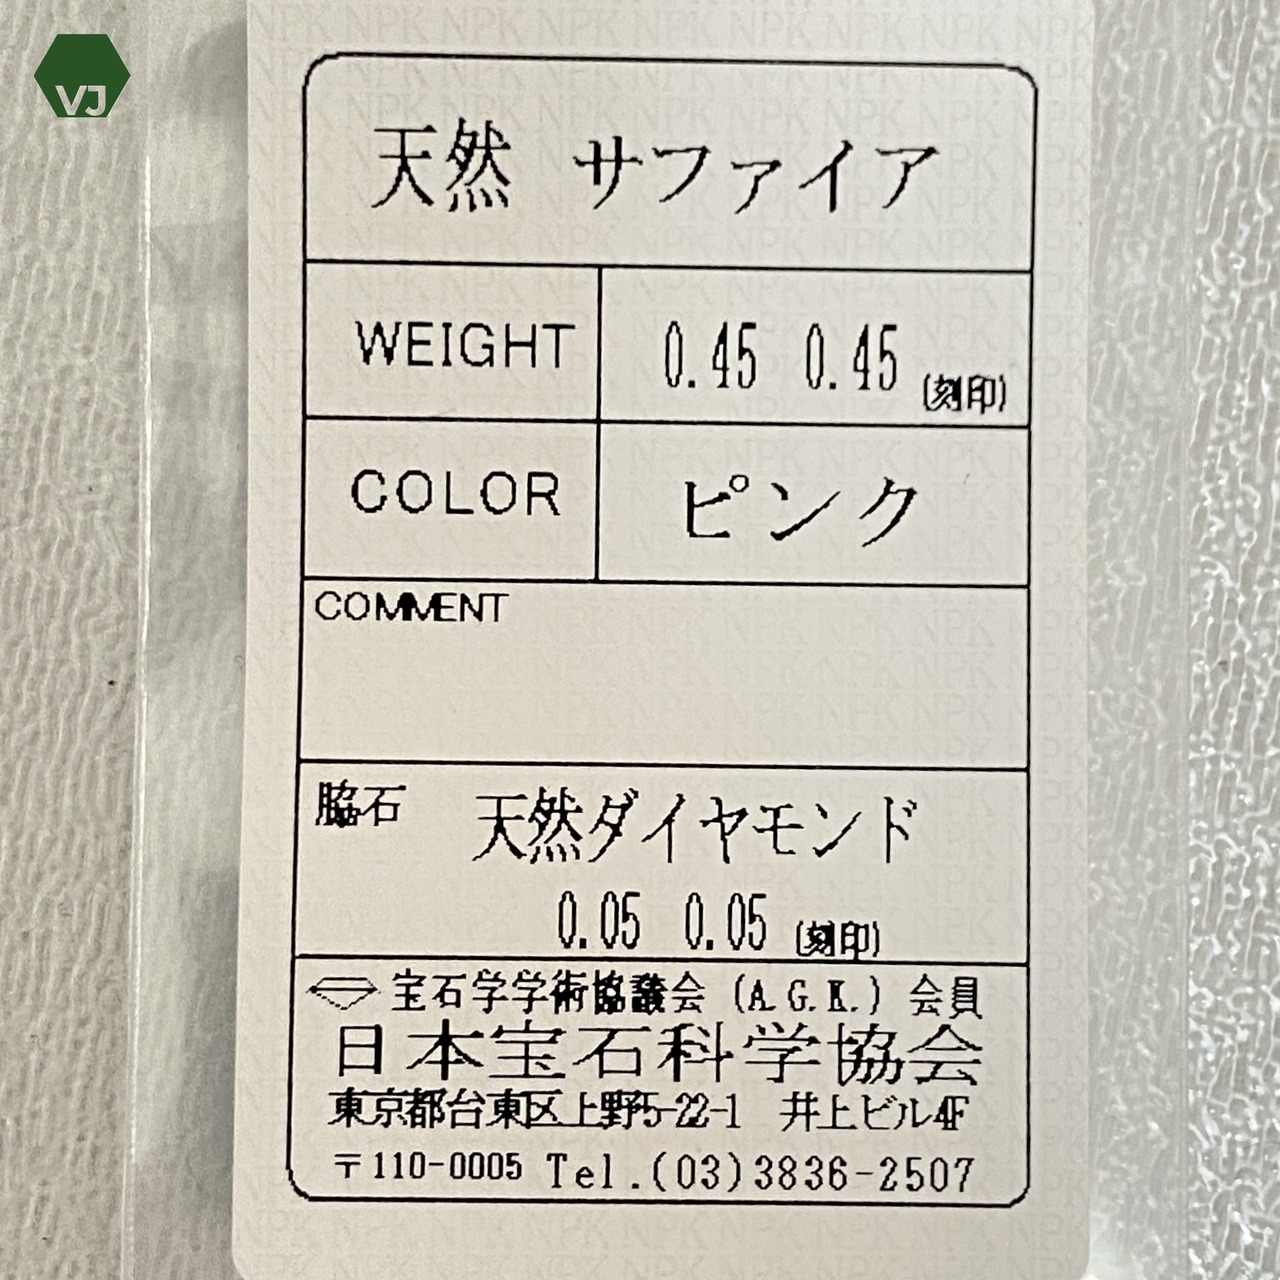 VJ
天然 サファイア
WEIGHT 0.45 0.45 (刻印)
COLOR ピンク
COMMENT
脇石 天然ダイヤモンド
0.05 0.05 (刻印)
宝石学学術協議会 (A.G.K.) 会員
日本宝石科学協会
東京都台東区上野5-22-1 井上ビル4F
〒110-0005 Tel.(03)3836-2507